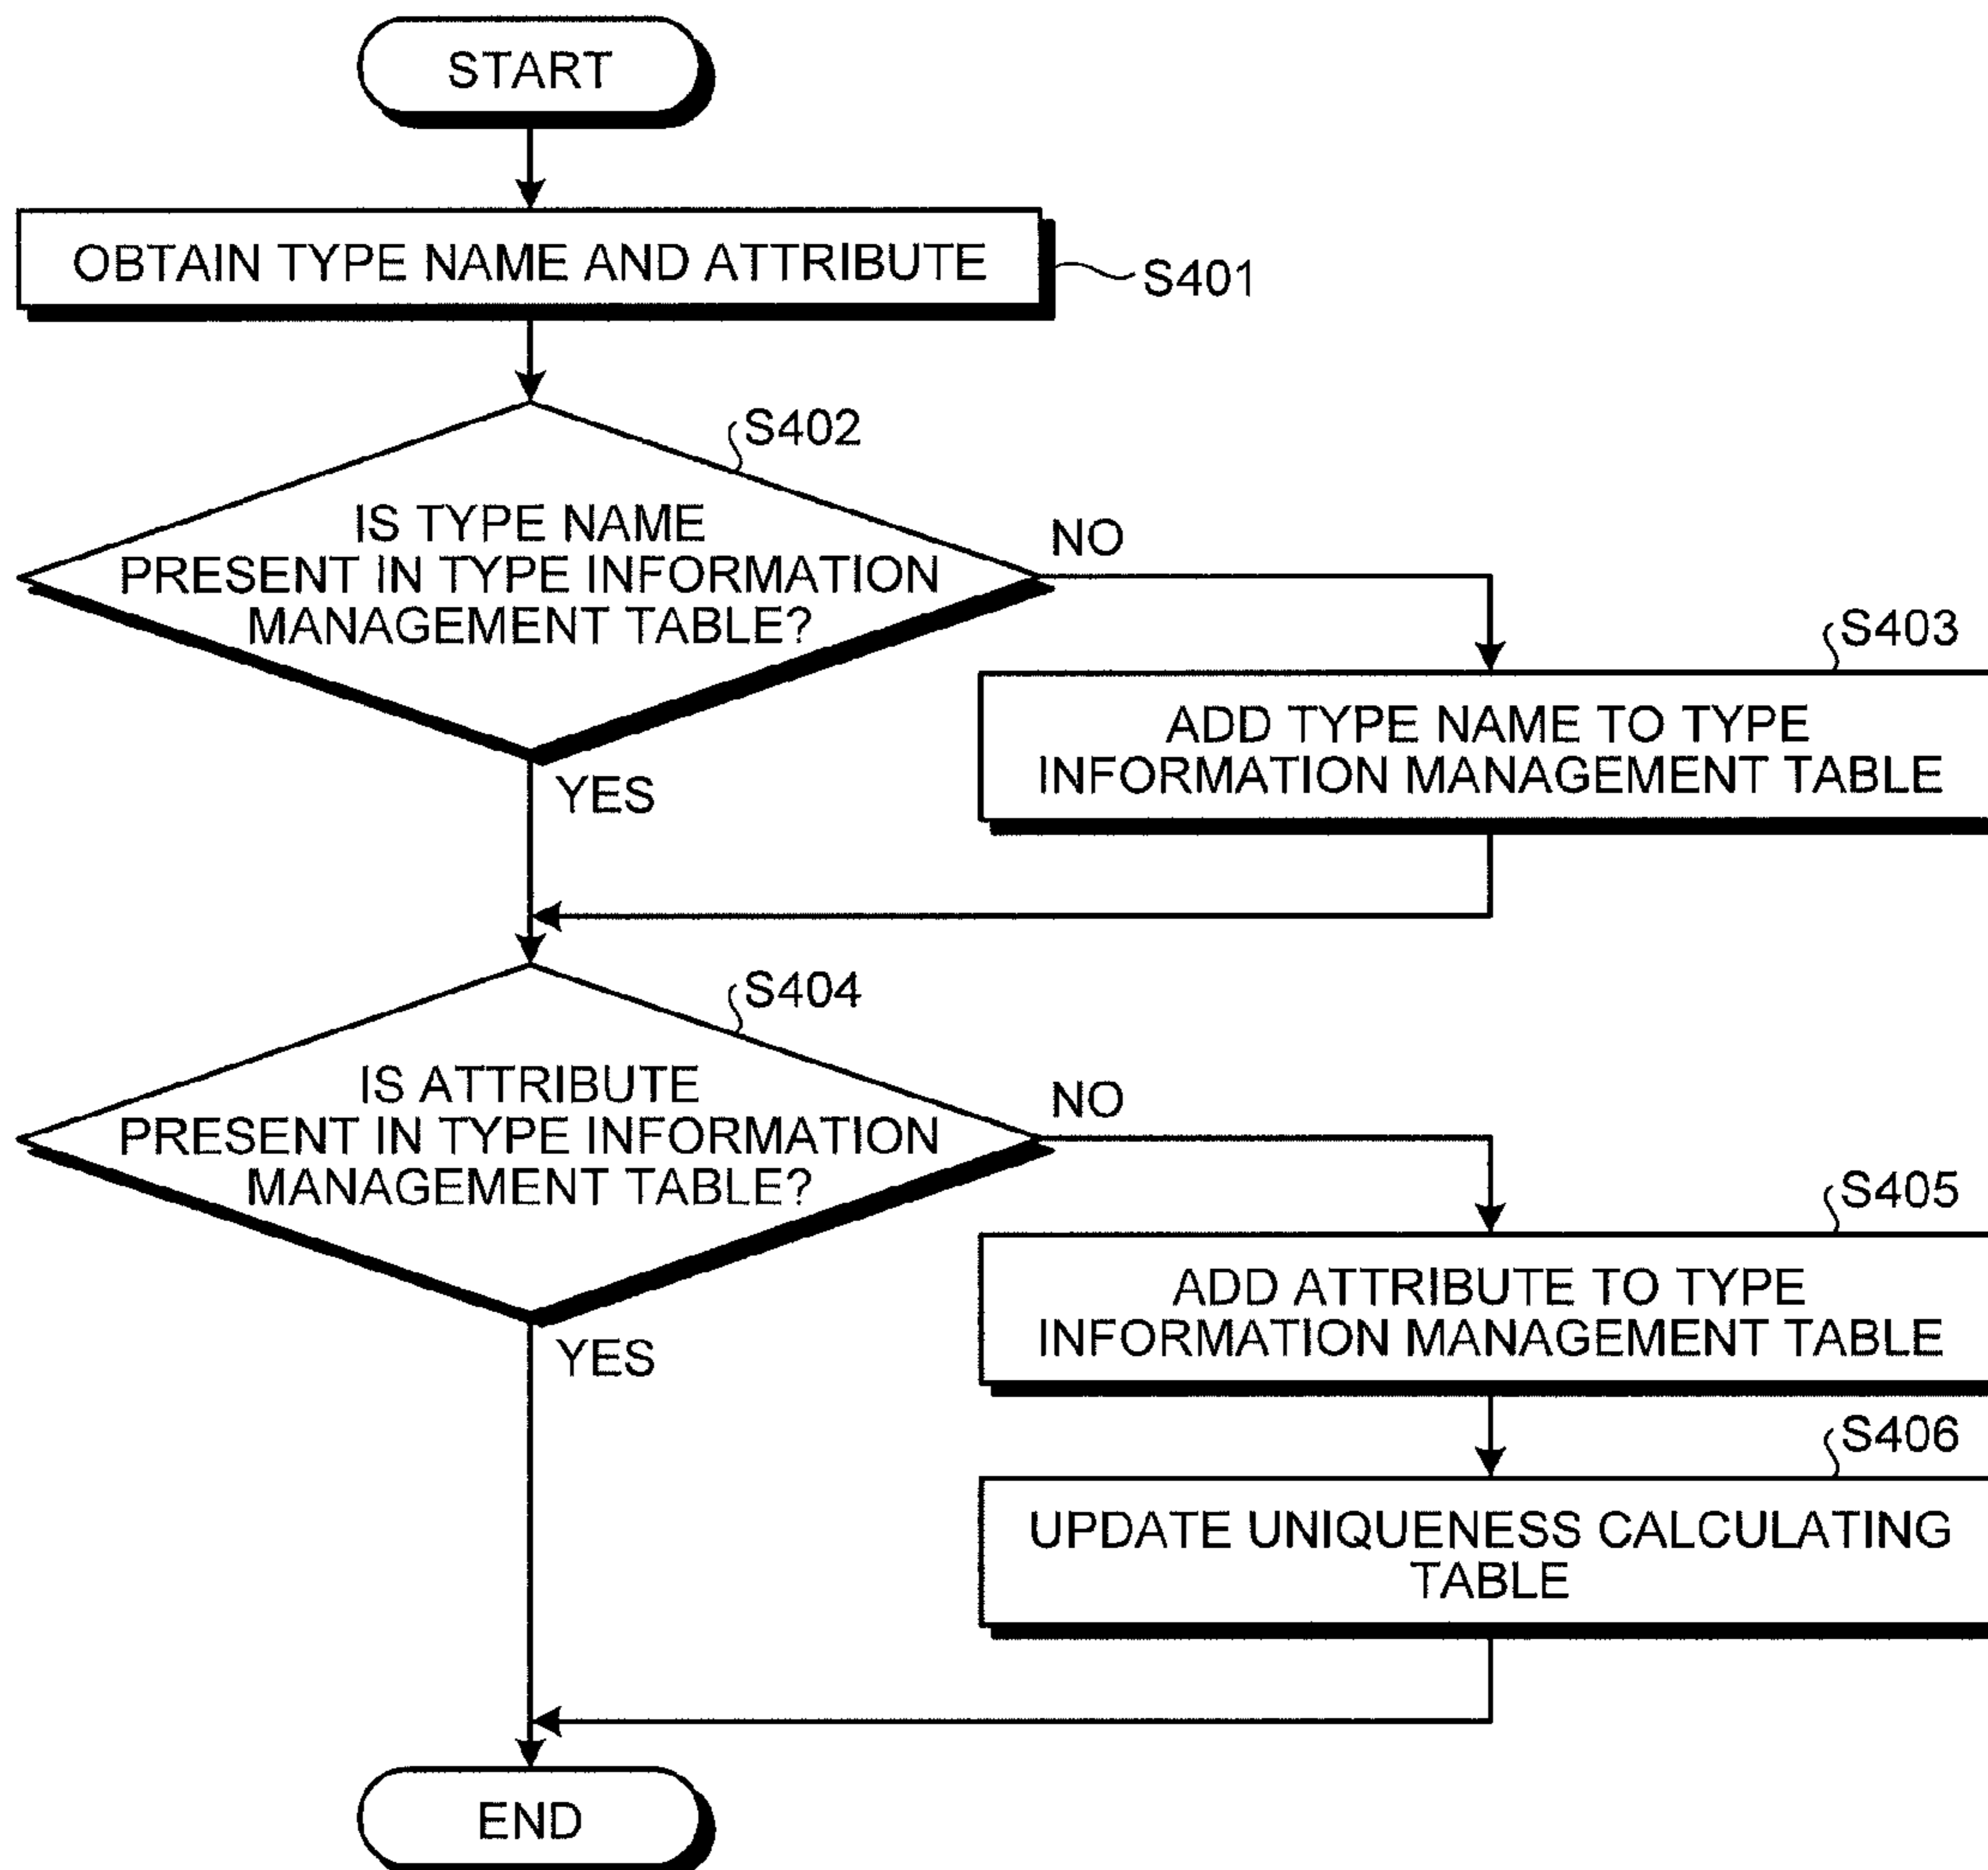 START
OBTAIN TYPE NAME AND ATTRIBUTE
S401
S402
IS TYPE NAME
PRESENT IN TYPE INFORMATION
MANAGEMENT TABLE?
NO
YES
S403
ADD TYPE NAME TO TYPE
INFORMATION MANAGEMENT TABLE
S404
IS ATTRIBUTE
PRESENT IN TYPE INFORMATION
MANAGEMENT TABLE?
NO
YES
S405
ADD ATTRIBUTE TO TYPE
INFORMATION MANAGEMENT TABLE
S406
UPDATE UNIQUENESS CALCULATING
TABLE
END